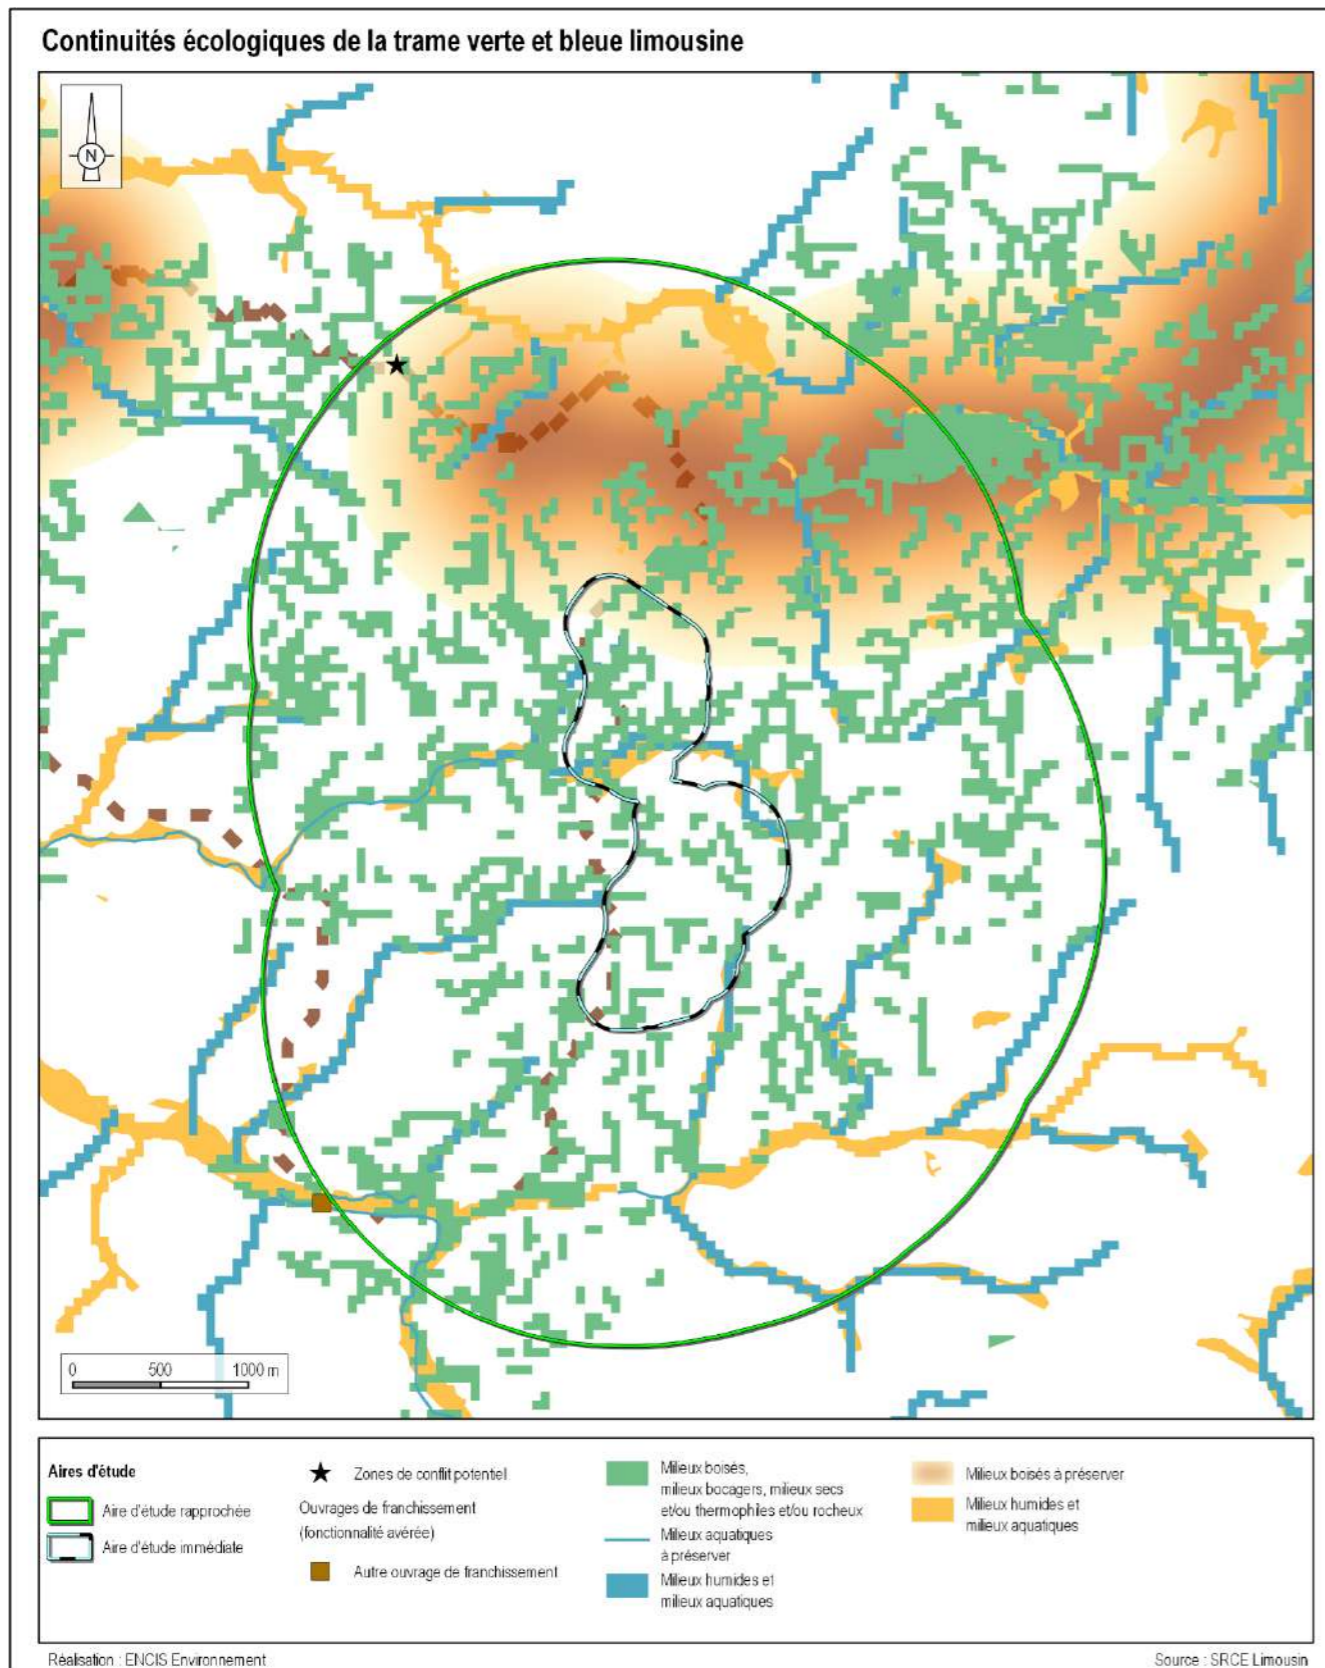 Continuités écologiques de la trame verte et bleue limousine
N
0 500 1000 m
Aires d'étude
Aire d'étude rapprochée
Aire d'étude immédiate
Zones de conflit potentiel
Ouvrages de franchissement
(fonctionnalité avérée)
Autre ouvrage de franchissement
Milieux boisés,
milieux bocagers, milieux secs
et/ou thermophiles et/ou rocheux
Milieux aquatiques
à préserver
Milieux humides et
milieux aquatiques
Milieux boisés à préserver
Milieux humides et
milieux aquatiques
Réalisation : ENCIS Environnement
Source : SRCE Limousin